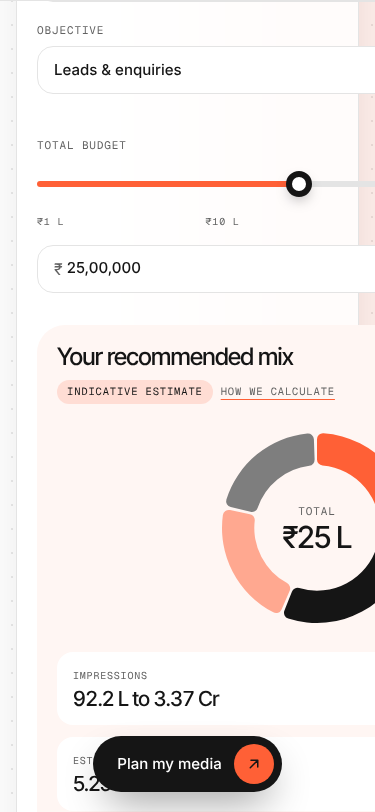 OBJECTIVE
Leads & enquiries
TOTAL BUDGET
₹1 L
₹10 L
₹ 25,00,000
Your recommended mix
INDICATIVE ESTIMATE HOW WE CALCULATE
TOTAL
₹25 L
IMPRESSIONS
92.2 L to 3.37 Cr
Plan my media